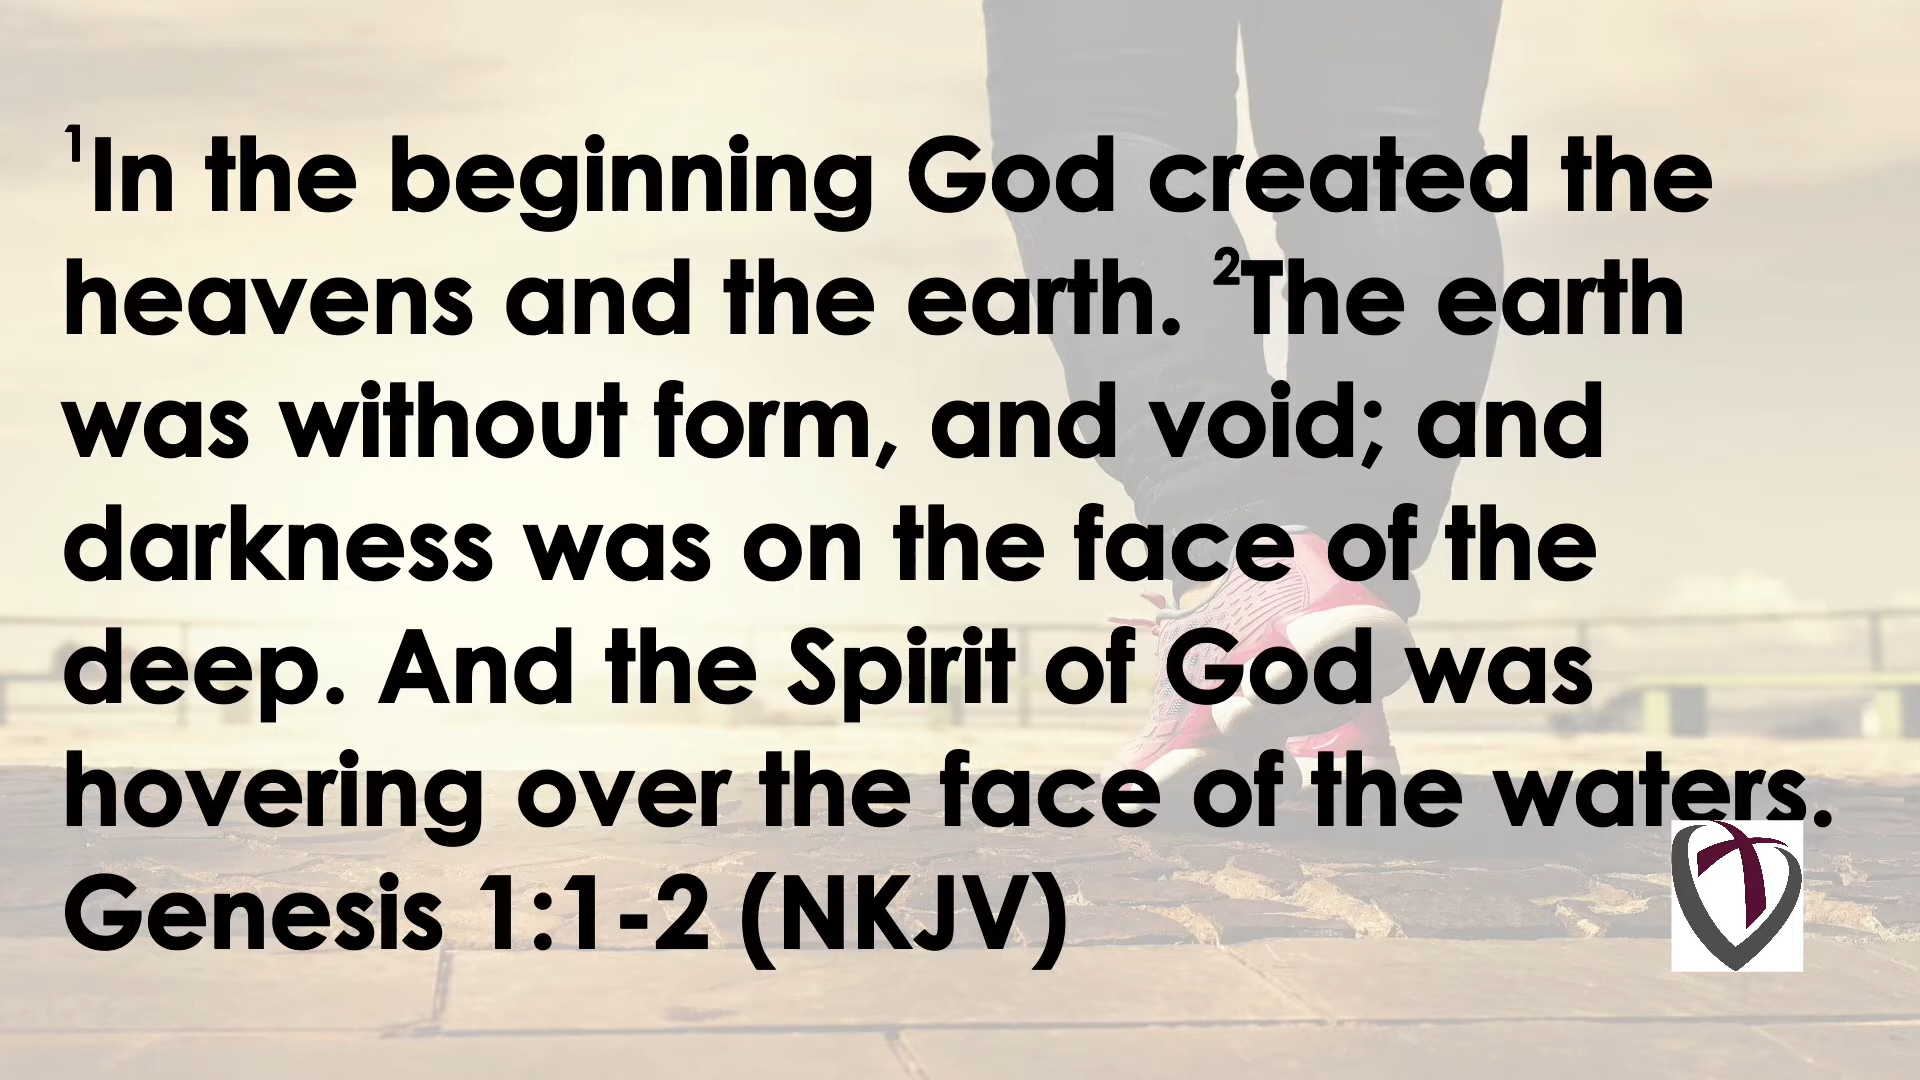 ¹In the beginning God created the
heavens and the earth. ²The earth
was without form, and void; and
darkness was on the face of the
deep. And the Spirit of God was
hovering over the face of the waters.
Genesis 1:1-2 (NKJV)